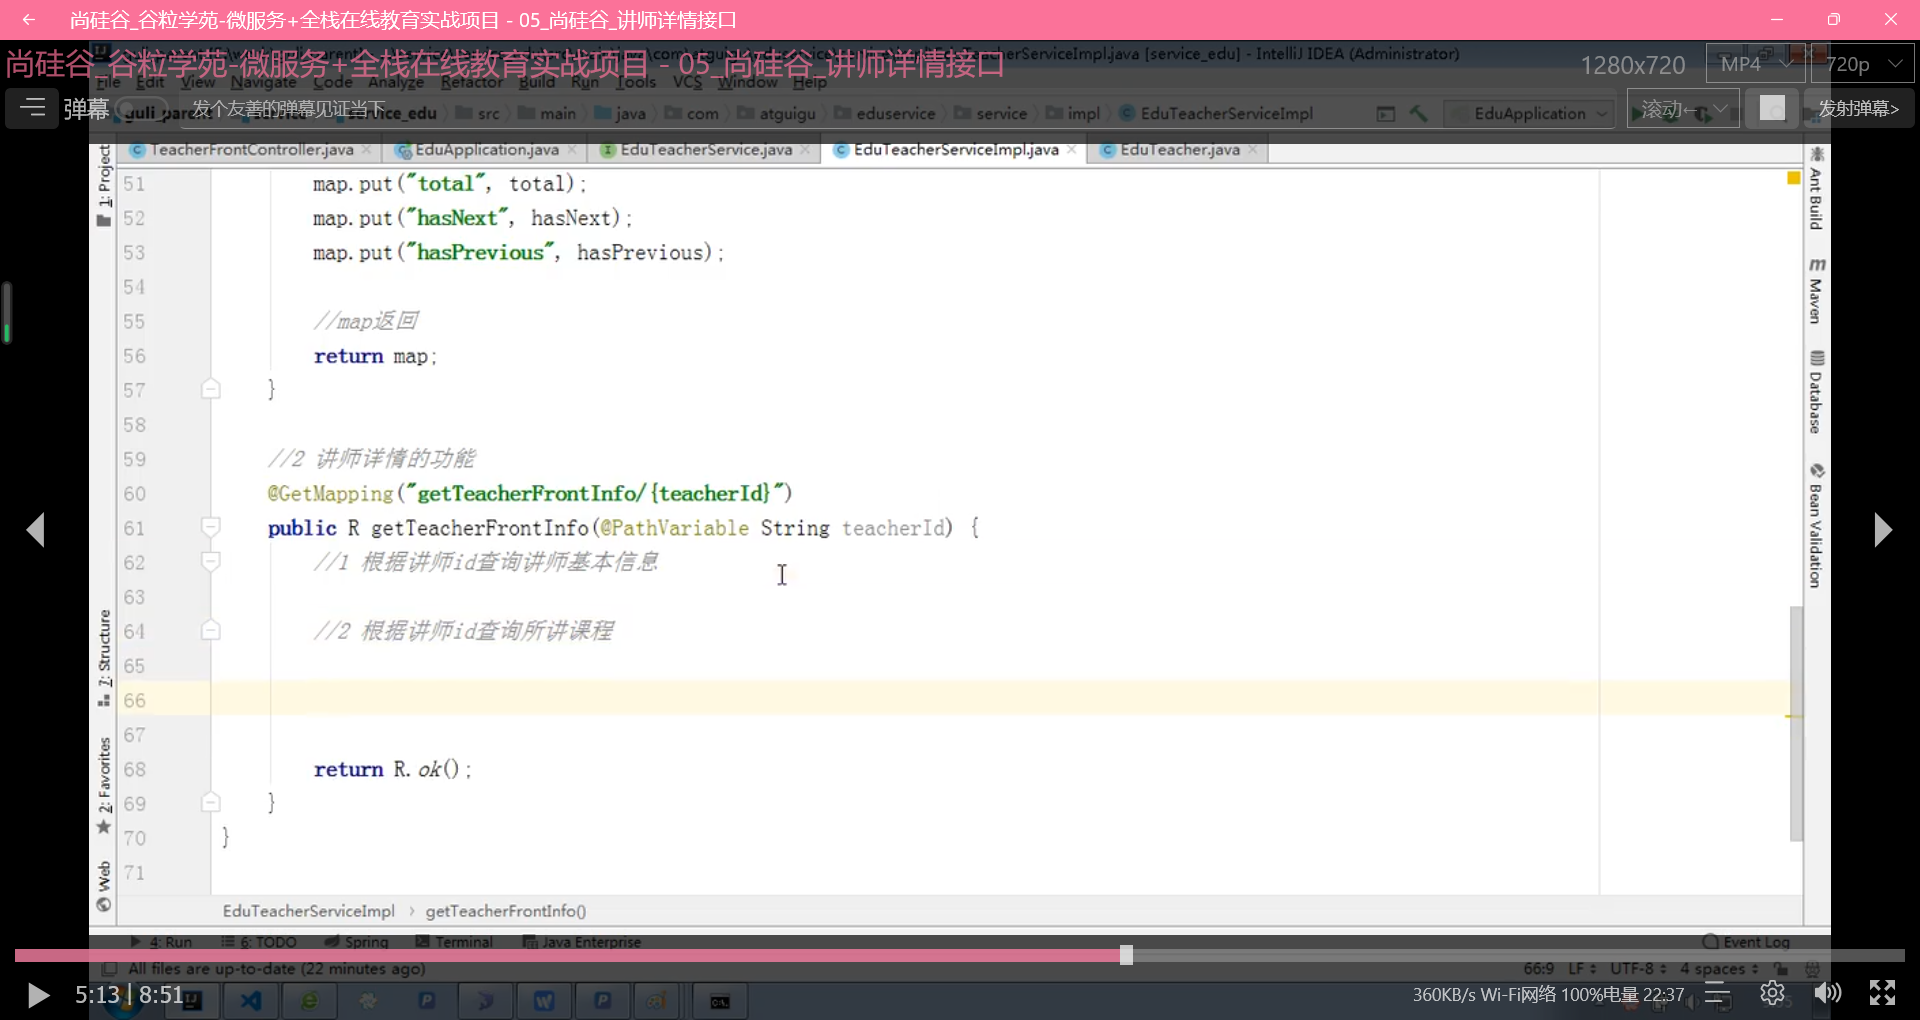 尚硅谷_谷粒学苑-微服务+全栈在线教育实战项目 - 05_尚硅谷_讲师详情接口
尚硅谷_谷粒学苑-微服务+全栈在线教育实战项目 - 05_尚硅谷_讲师详情接口
erServiceImpl.java [service_edu] - IntelliJ IDEA (Administrator)
1280x720 MP4 720p
File Edit View Navigate Code Analyze Refactor Build Run Tools VCS Window Help
弹幕 发个友善的弹幕见证当下 滚动← 发射弹幕>
guli_parent service_edu src main java com atguigu eduservice service impl EduTeacherServiceImpl EduApplication
TeacherFrontController.java EduApplication.java EduTeacherService.java EduTeacherServiceImpl.java EduTeacher.java
1: Project
7: Structure
2: Favorites
Web
51 map.put("total", total);
52 map.put("hasNext", hasNext);
53 map.put("hasPrevious", hasPrevious);
54
55 //map返回
56 return map;
57 }
58
59 //2 讲师详情的功能
60 @GetMapping("getTeacherFrontInfo/{teacherId}")
61 public R getTeacherFrontInfo(@PathVariable String teacherId) {
62 //1 根据讲师id查询讲师基本信息
63
64 //2 根据讲师id查询所讲课程
65
66
67
68 return R.ok();
69 }
70 }
71
Ant Build
Maven
Database
Bean Validation
EduTeacherServiceImpl > getTeacherFrontInfo()
4: Run 6: TODO Spring Terminal Java Enterprise Event Log
All files are up-to-date (22 minutes ago) 66:9 LF UTF-8 4 spaces
5:13 | 8:51 360KB/s Wi-Fi网络 100%电量 22:37